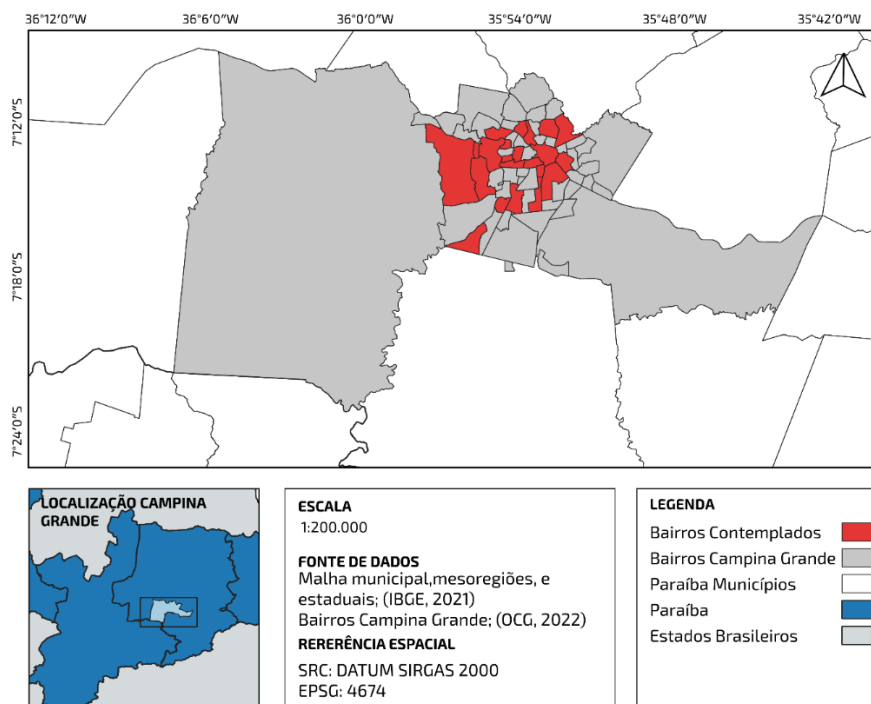 36°12'0"W 36°6'0"W 36°0'0"W 35°54'0"W 35°48'0"W 35°42'0"W
7°12'0"S
7°18'0"S
7°24'0"S
LOCALIZAÇÃO CAMPINA
GRANDE
ESCALA
1:200.000
FONTE DE DADOS
Malha municipal,mesoregiões, e
estaduais; (IBGE, 2021)
Bairros Campina Grande; (OCG, 2022)
RERERÊNCIA ESPACIAL
SRC: DATUM SIRGAS 2000
EPSG: 4674
LEGENDA
Bairros Contemplados
Bairros Campina Grande
Paraíba Municípios
Paraíba
Estados Brasileiros